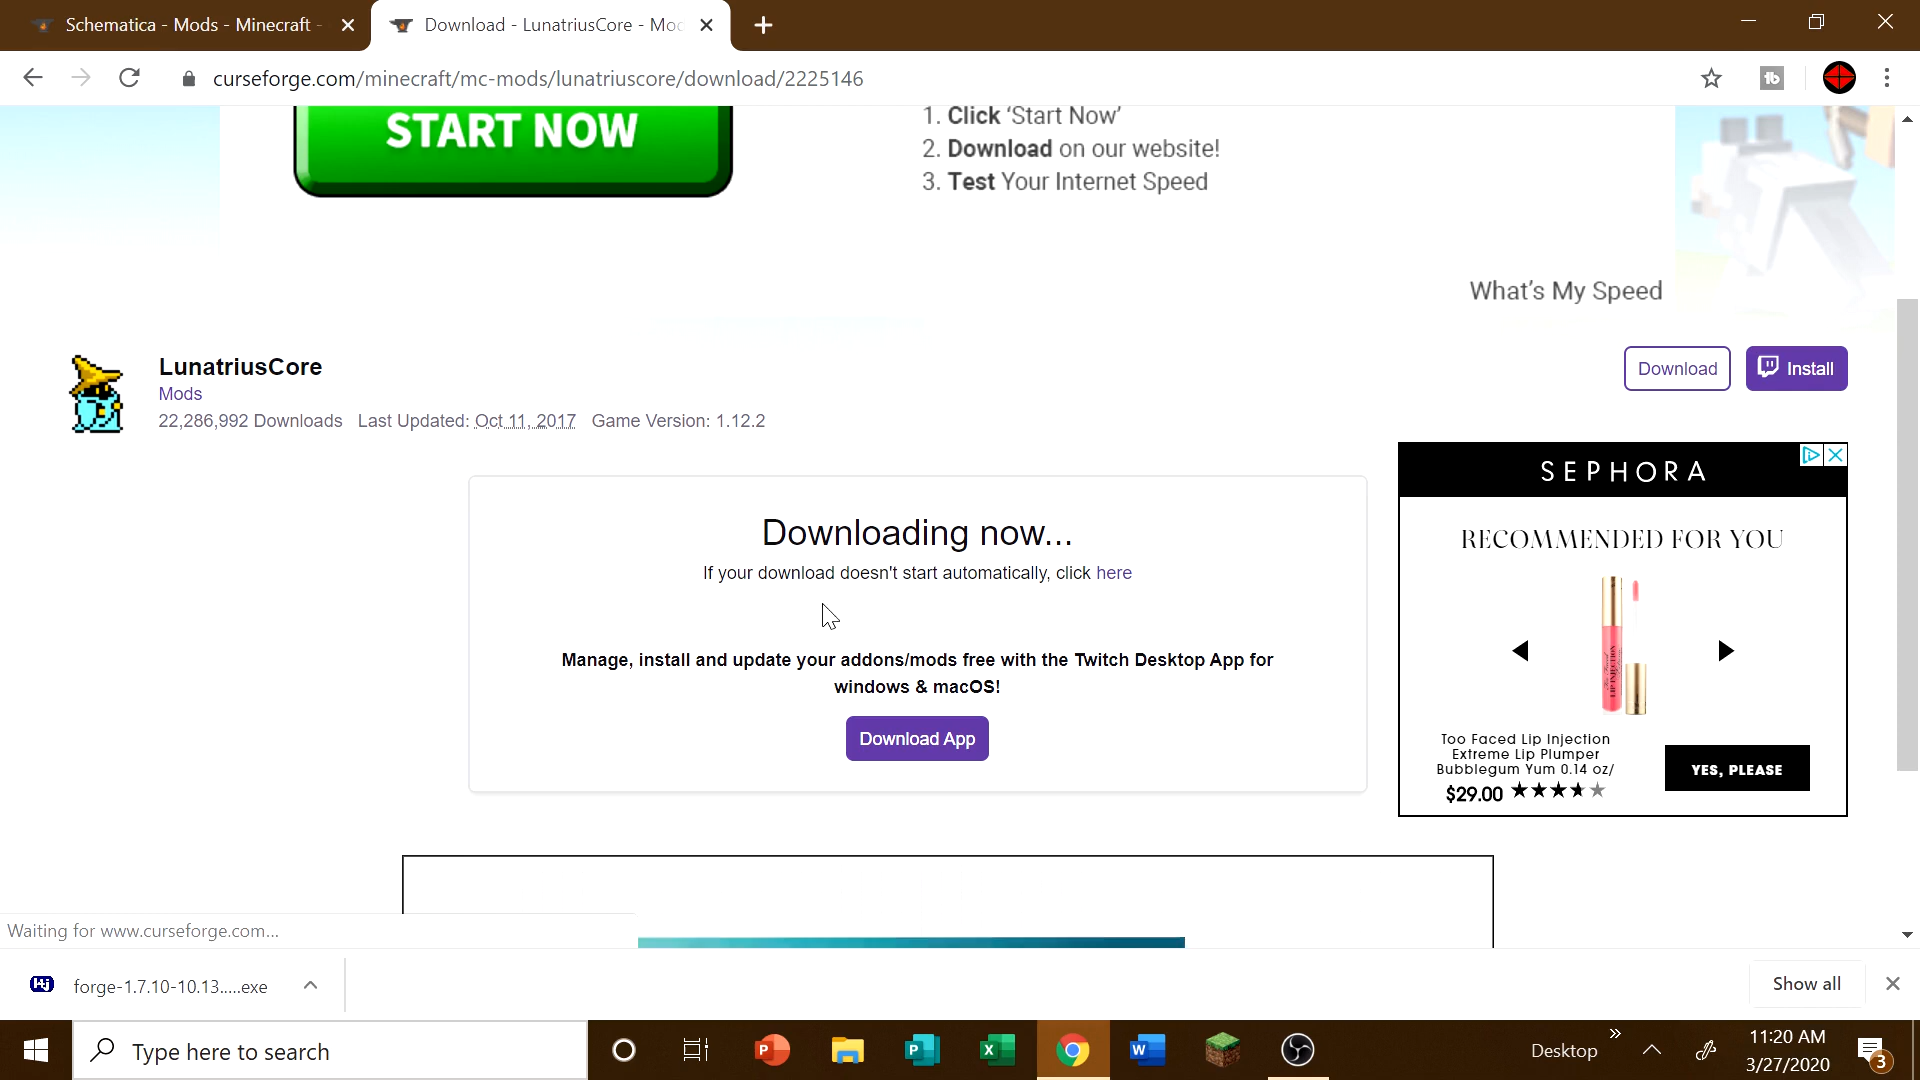 Schematica - Mods - Minecraft -
Download - LunatriusCore - Mo
curseforge.com/minecraft/mc-mods/lunatriuscore/download/2225146
START NOW
1. Click ‘Start Now’
2. Download on our website!
3. Test Your Internet Speed
What’s My Speed
LunatriusCore
Mods
22,286,992 Downloads Last Updated: Oct 11, 2017 Game Version: 1.12.2
Download
Install
SEPHORA
RECOMMENDED FOR YOU
Too Faced Lip Injection
Extreme Lip Plumper
Bubblegum Yum 0.14 oz/
$29.00
YES, PLEASE
Downloading now...
If your download doesn't start automatically, click here
Manage, install and update your addons/mods free with the Twitch Desktop App for
windows & macOS!
Download App
Waiting for www.curseforge.com...
forge-1.7.10-10.13.....exe
Show all
Type here to search
Desktop
11:20 AM
3/27/2020
3